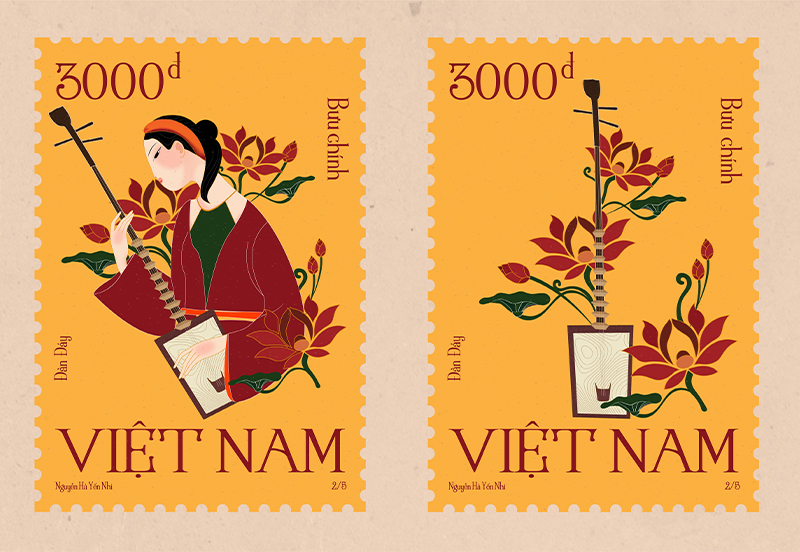 3000đ
Bưu chính
Đàn Đáy
VIỆT NAM
Nguyễn Hà Yến Nhi
2/8
3000đ
Bưu chính
Đàn Đáy
VIỆT NAM
Nguyễn Hà Yến Nhi
2/8